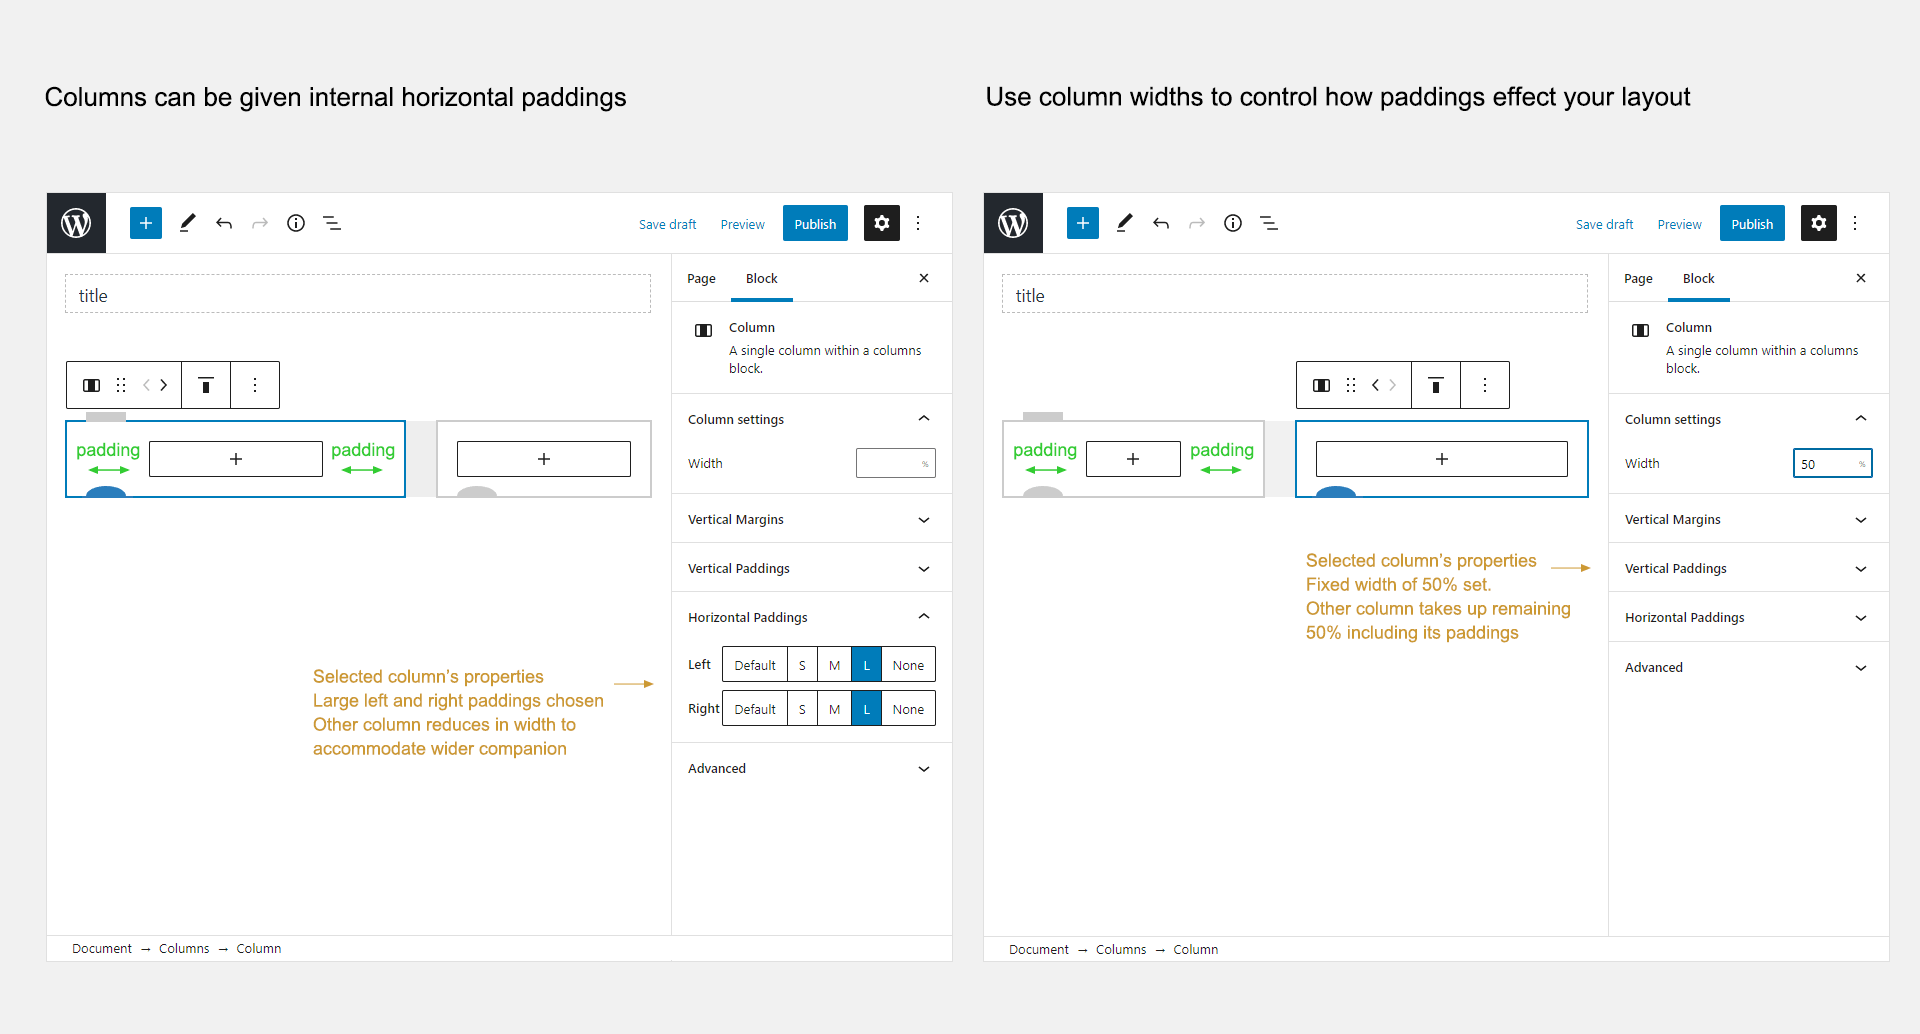 Columns can be given internal horizontal paddings
Use column widths to control how paddings effect your layout
Save draft
Preview
Publish
title
Page
Block
Column
A single column within a columns
block.
padding
padding
Column settings
Width
%
Vertical Margins
Vertical Paddings
Horizontal Paddings
Left
Default
S
M
L
None
Right
Default
S
M
L
None
Advanced
Selected column's properties
Large left and right paddings chosen
Other column reduces in width to
accommodate wider companion
Document → Columns → Column
Save draft
Preview
Publish
title
Page
Block
Column
A single column within a columns
block.
padding
padding
Column settings
Width
50 %
Vertical Margins
Vertical Paddings
Horizontal Paddings
Advanced
Selected column's properties
Fixed width of 50% set.
Other column takes up remaining
50% including its paddings
Document → Columns → Column